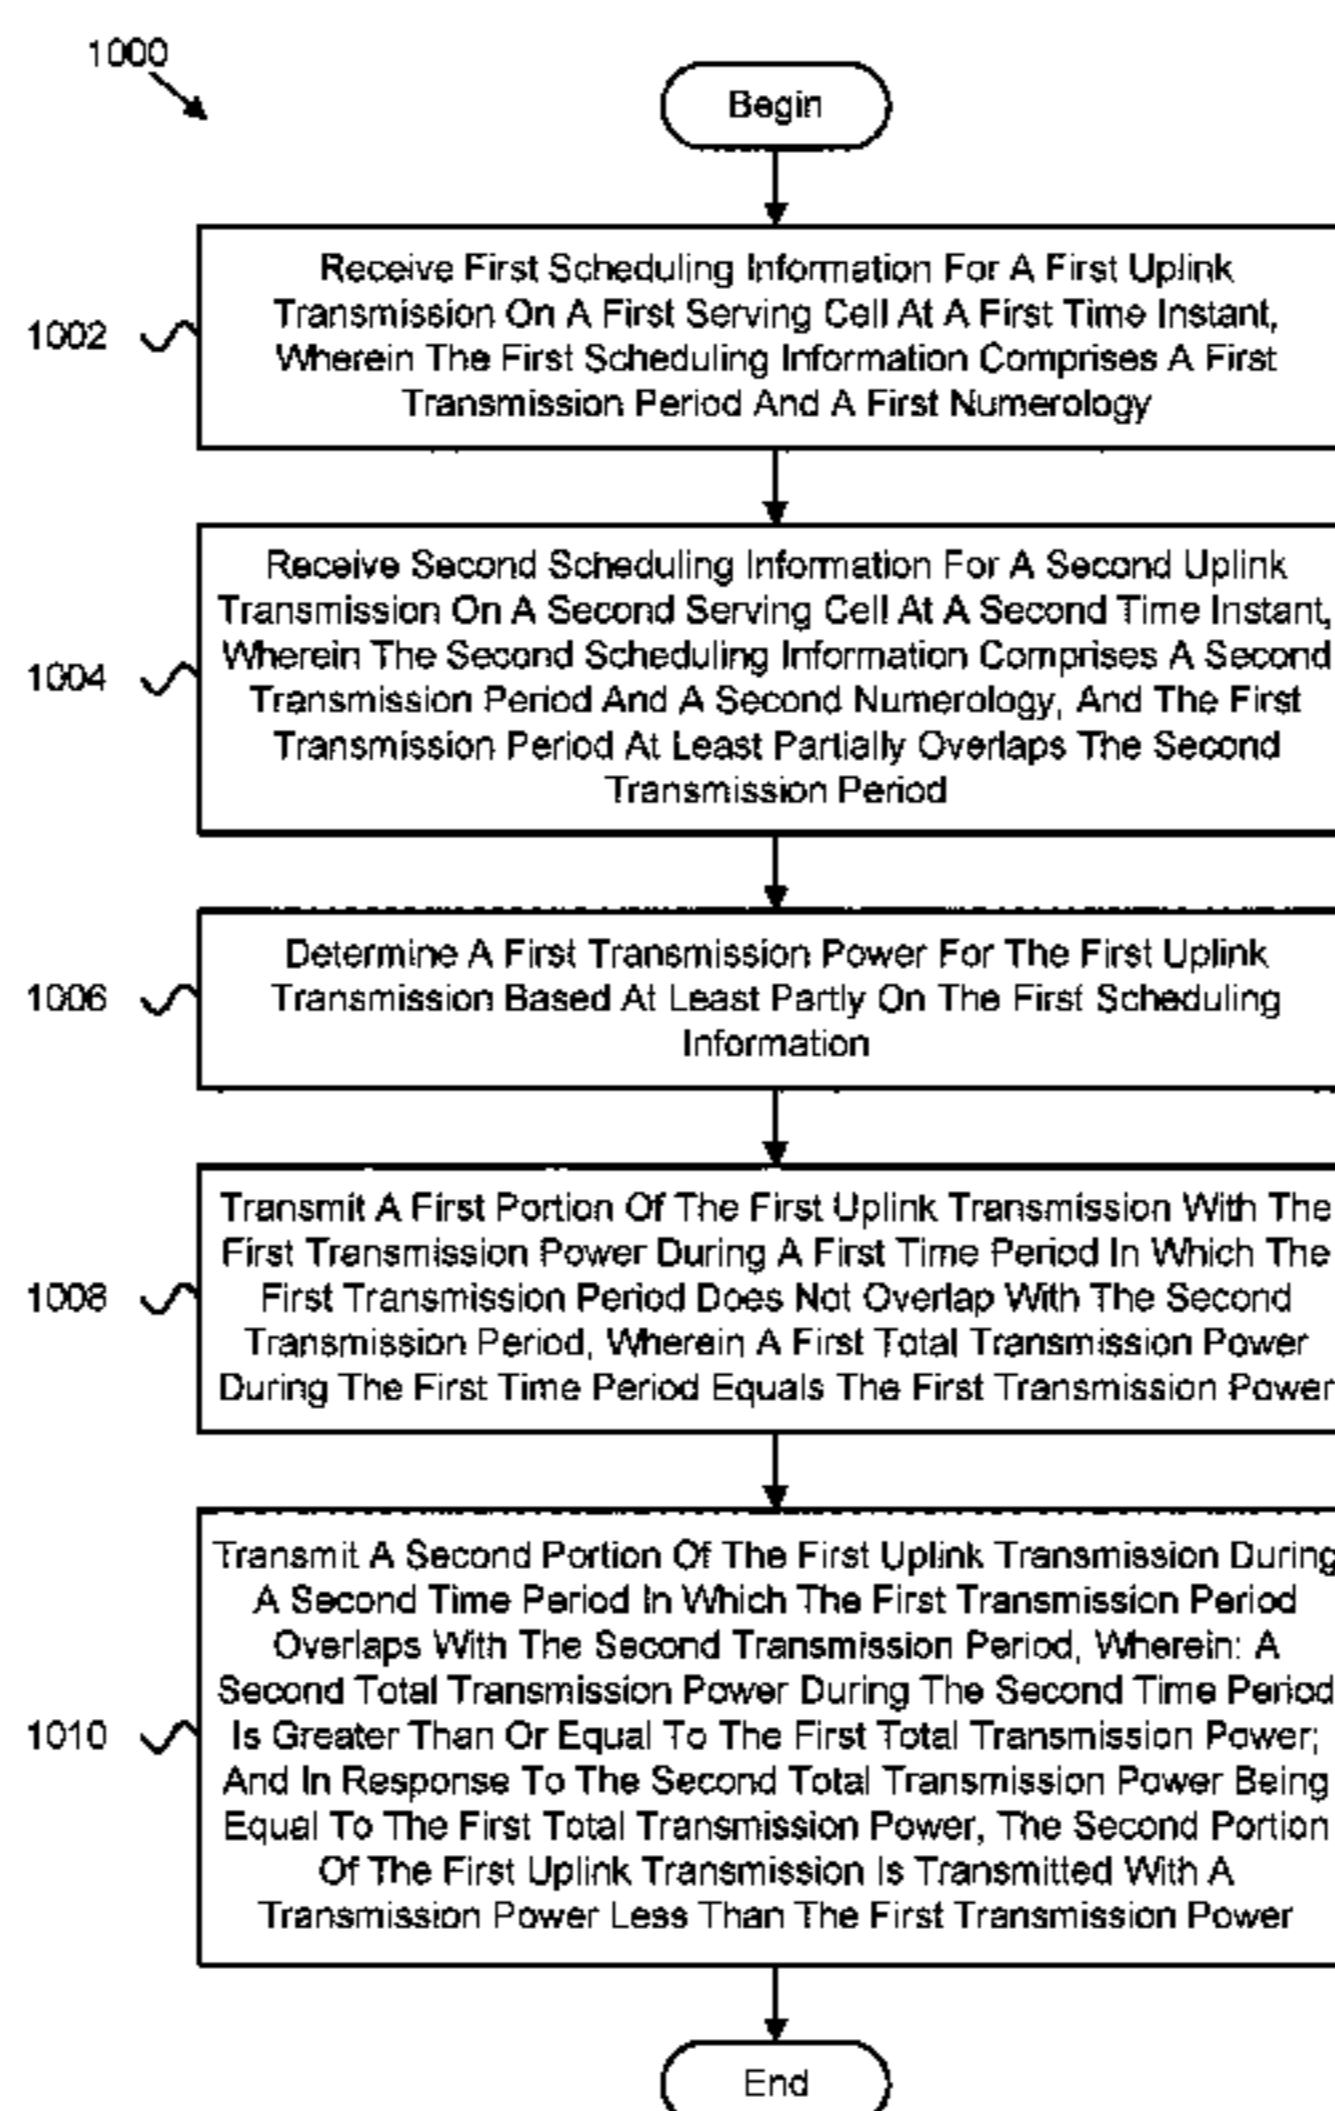 1000
Begin
1002
Receive First Scheduling Information For A First Uplink
Transmission On A First Serving Cell At A First Time Instant,
Wherein The First Scheduling Information Comprises A First
Transmission Period And A First Numerology
1004
Receive Second Scheduling Information For A Second Uplink
Transmission On A Second Serving Cell At A Second Time Instant,
Wherein The Second Scheduling Information Comprises A Second
Transmission Period And A Second Numerology, And The First
Transmission Period At Least Partially Overlaps The Second
Transmission Period
1006
Determine A First Transmission Power For The First Uplink
Transmission Based At Least Partly On The First Scheduling
Information
1008
Transmit A First Portion Of The First Uplink Transmission With The
First Transmission Power During A First Time Period In Which The
First Transmission Period Does Not Overlap With The Second
Transmission Period, Wherein A First Total Transmission Power
During The First Time Period Equals The First Transmission Power
1010
Transmit A Second Portion Of The First Uplink Transmission During
A Second Time Period In Which The First Transmission Period
Overlaps With The Second Transmission Period, Wherein: A
Second Total Transmission Power During The Second Time Period
Is Greater Than Or Equal To The First Total Transmission Power;
And In Response To The Second Total Transmission Power Being
Equal To The First Total Transmission Power, The Second Portion
Of The First Uplink Transmission Is Transmitted With A
Transmission Power Less Than The First Transmission Power
End